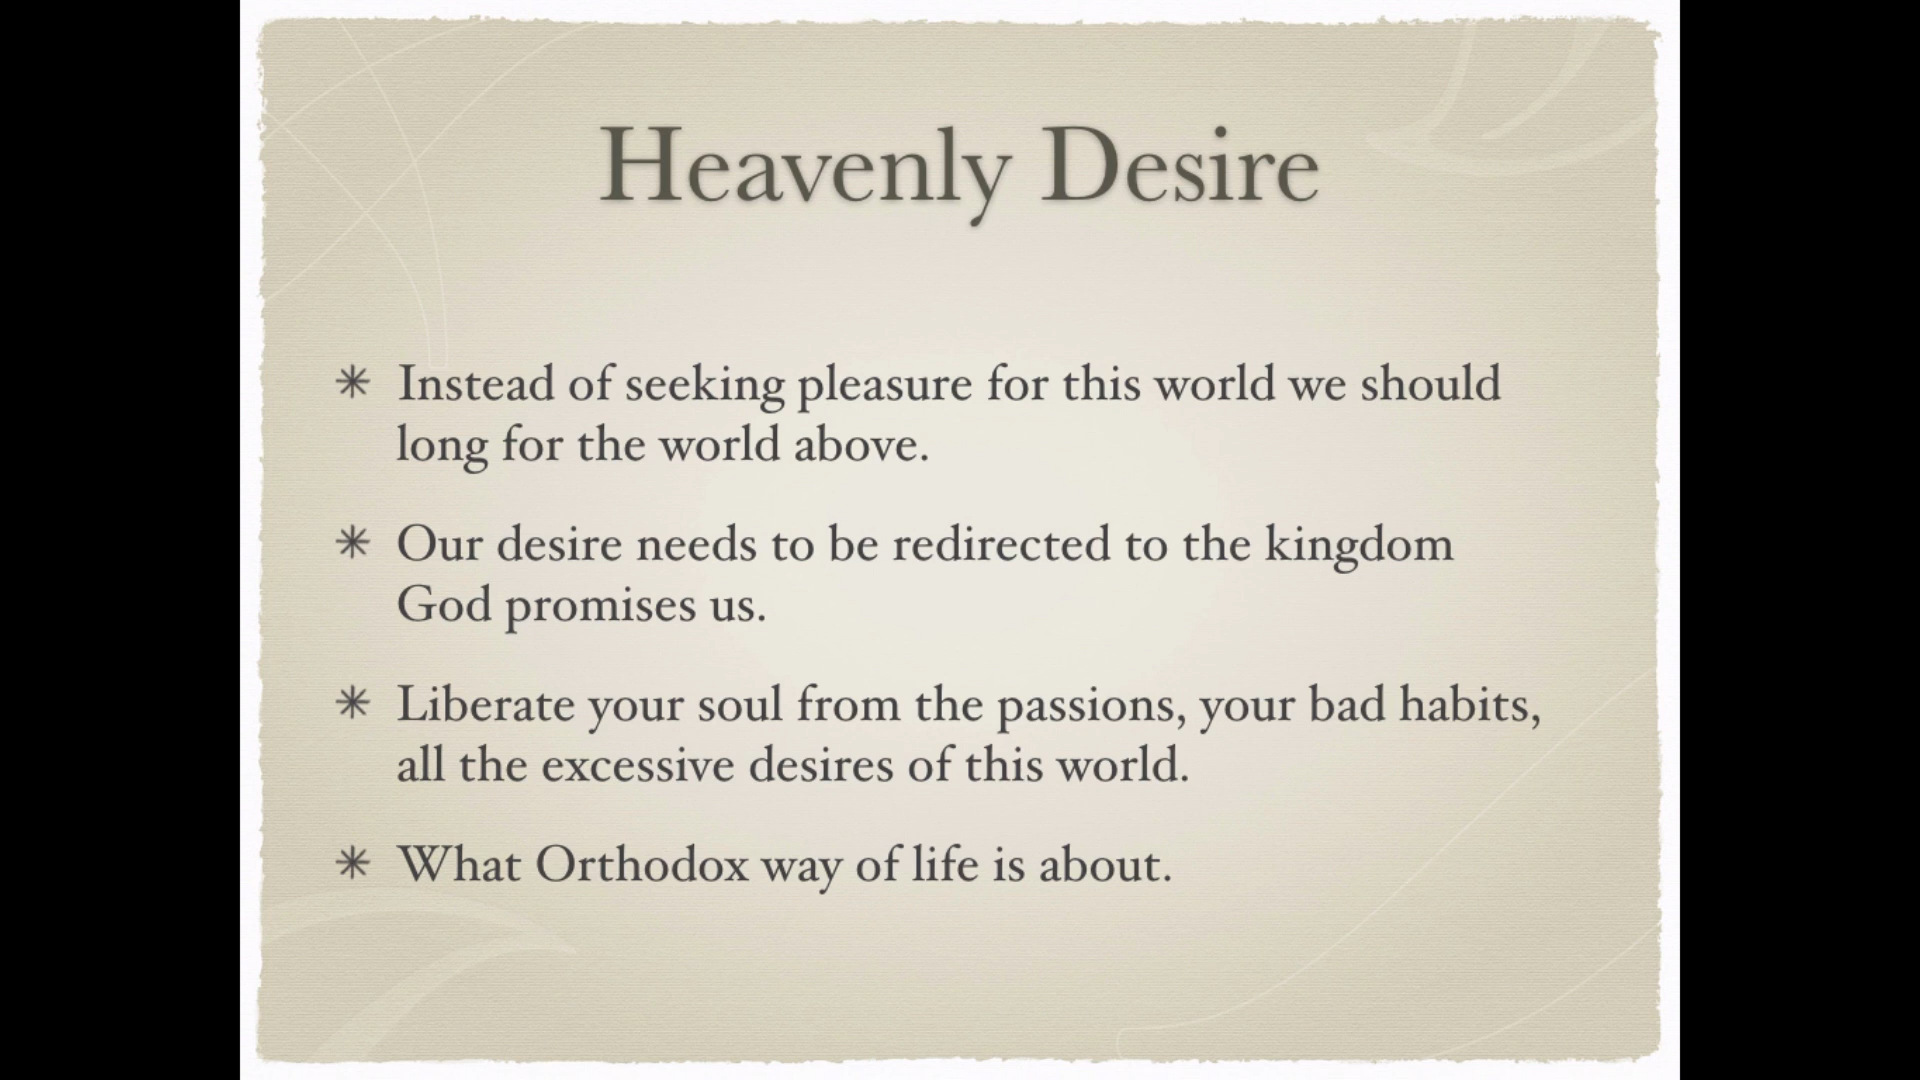 Heavenly Desire
✳ Instead of seeking pleasure for this world we should
long for the world above.
✳ Our desire needs to be redirected to the kingdom
God promises us.
✳ Liberate your soul from the passions, your bad habits,
all the excessive desires of this world.
✳ What Orthodox way of life is about.